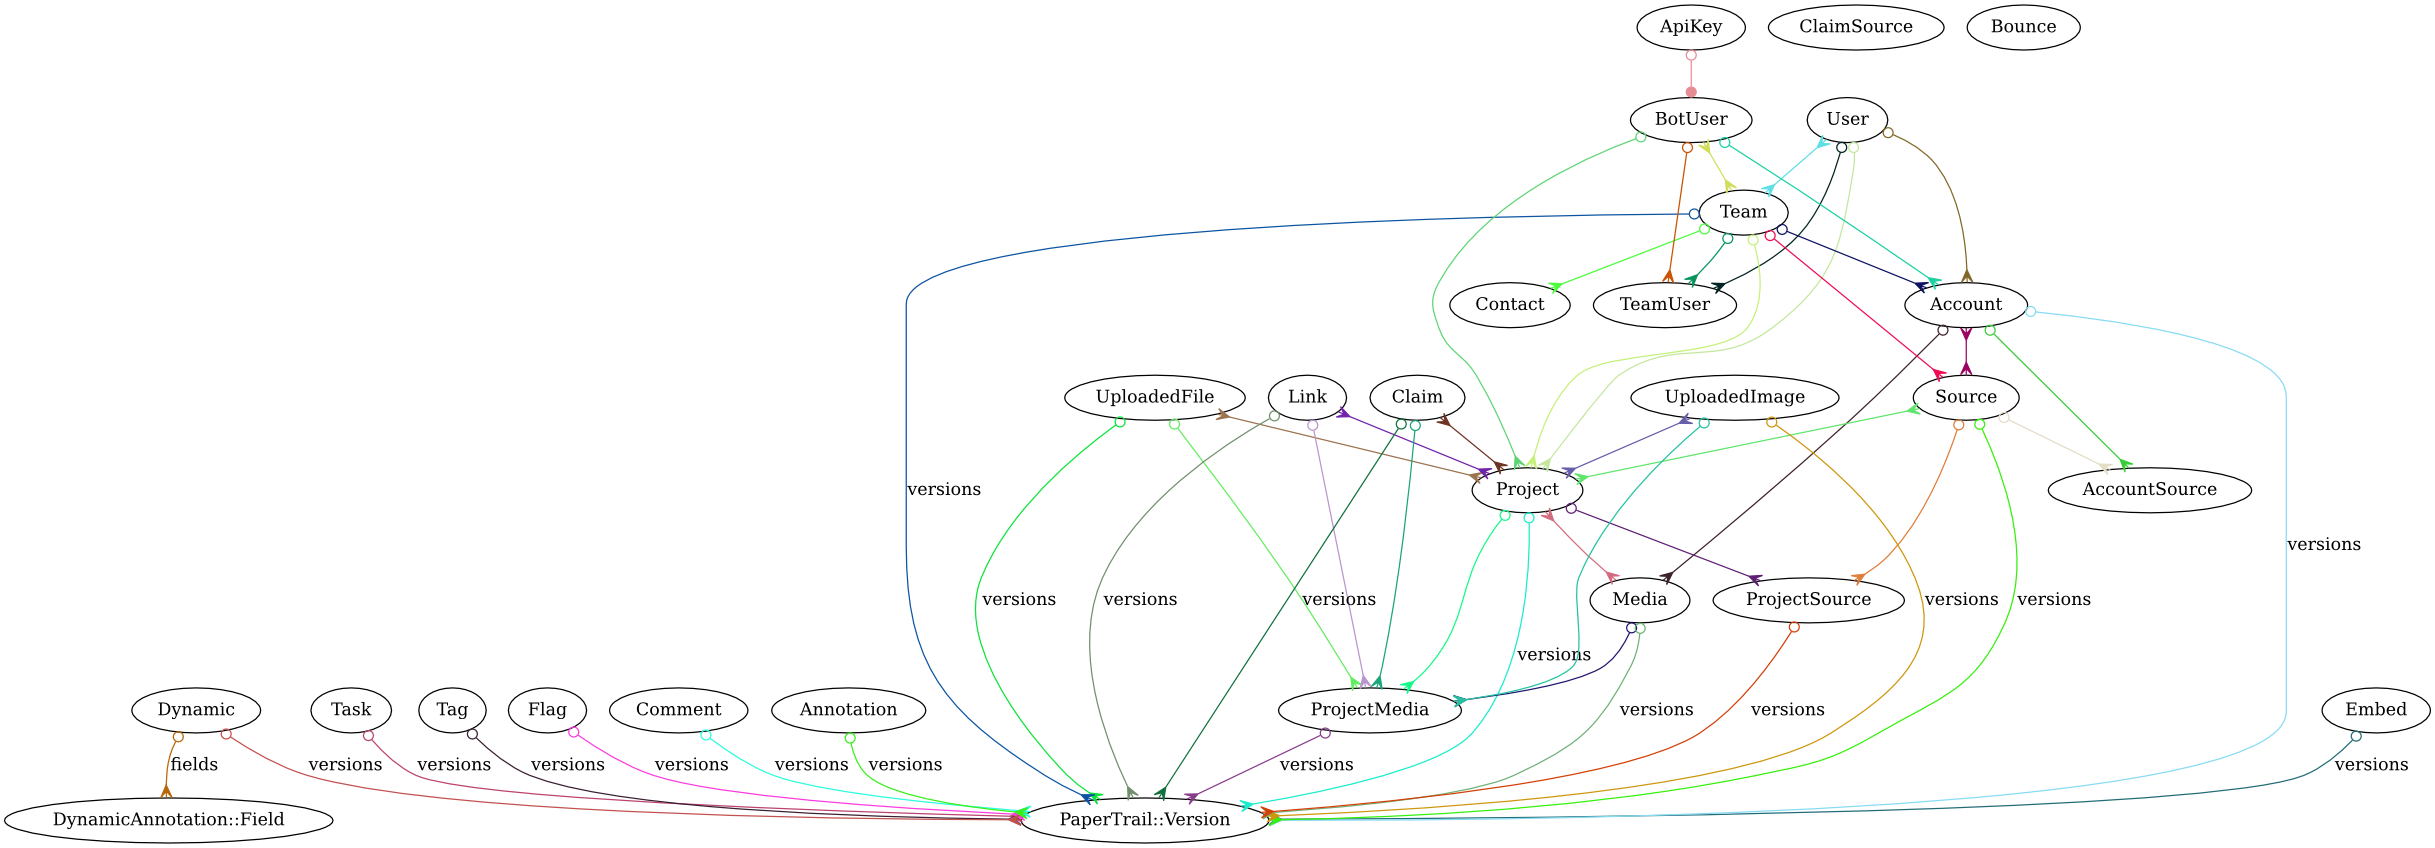 ApiKey
ClaimSource
Bounce
BotUser
User
Team
Contact
TeamUser
Account
UploadedFile
Link
Claim
UploadedImage
Source
versions
Project
AccountSource
versions
versions
versions
versions
Media
ProjectSource
versions
versions
versions
Dynamic
Task
Tag
Flag
Comment
Annotation
ProjectMedia
versions
versions
Embed
fields
versions
versions
versions
versions
versions
versions
versions
versions
DynamicAnnotation::Field
PaperTrail::Version